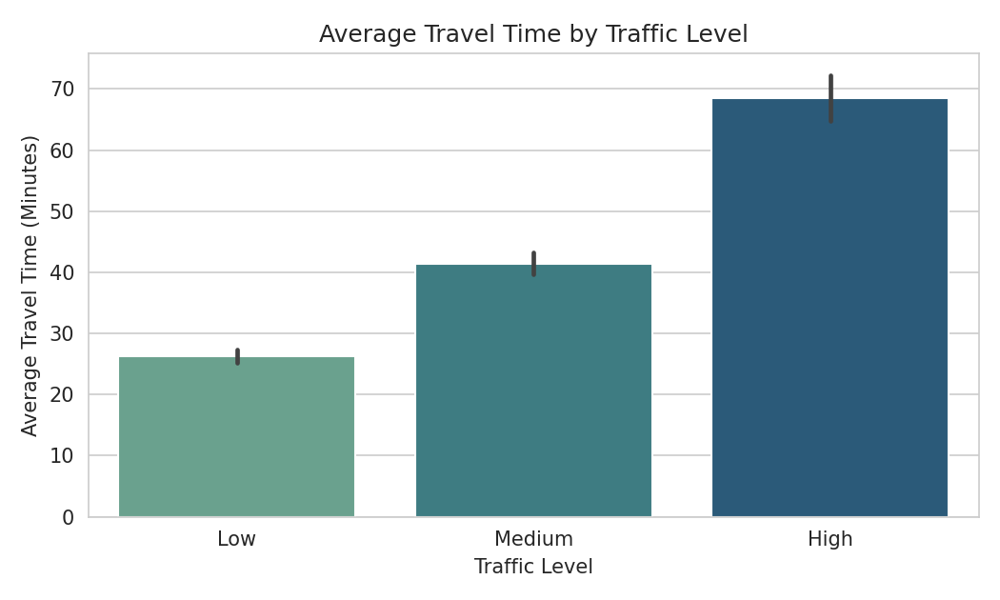 Average Travel Time by Traffic Level
Average Travel Time (Minutes)
70
60
50
40
30
20
10
0
Low
Medium
High
Traffic Level